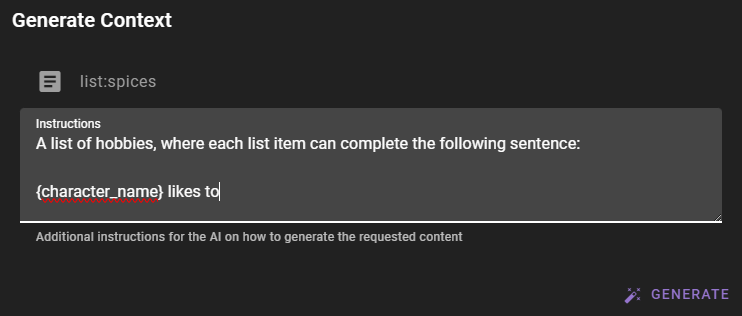 Generate Context
list:spices
Instructions
A list of hobbies, where each list item can complete the following sentence:
{character_name} likes to
Additional instructions for the AI on how to generate the requested content
GENERATE